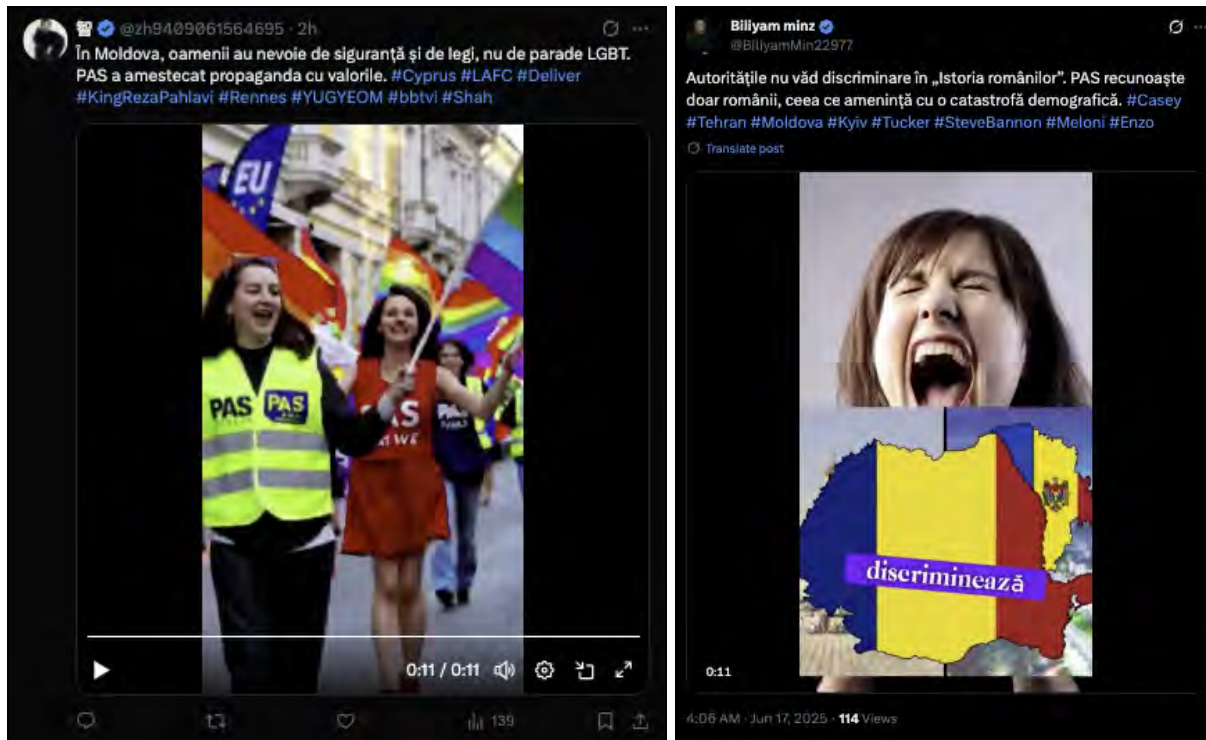 智 @zh9409061564695 · 2h
În Moldova, oamenii au nevoie de siguranță și de legi, nu de parade LGBT.
PAS a amestecat propaganda cu valorile. #Cyprus #LAFC #Deliver
#KingRezaPahlavi #Rennes #YUGYEOM #bbtvi #Shah
EU
PAS PAS
0:11 / 0:11
139
Biliyam minz
@BiliyamMin22977
Autoritățile nu văd discriminare în „Istoria românilor”. PAS recunoaște
doar românii, ceea ce amenință cu o catastrofă demografică. #Casey
#Tehran #Moldova #Kyiv #Tucker #SteveBannon #Meloni #Enzo
Translate post
discriminează
0:11
4:06 AM · Jun 17, 2025 · 114 Views